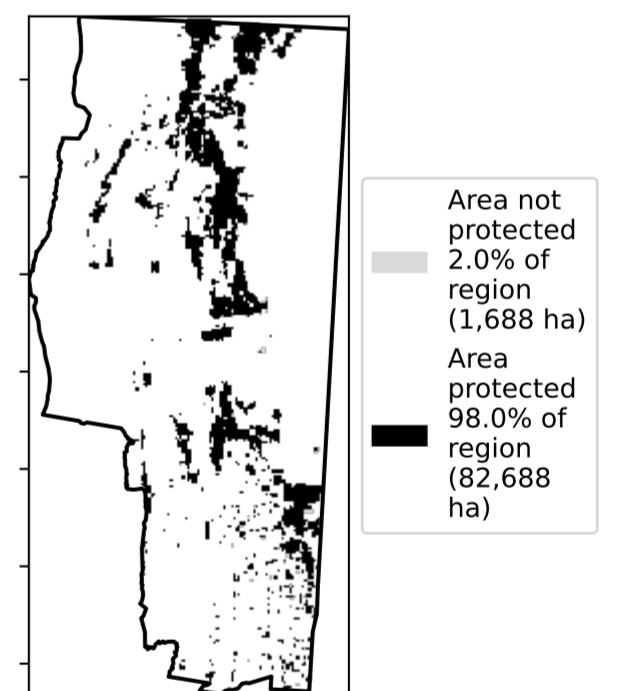 Area not
protected
2.0% of
region
(1,688 ha)
Area
protected
98.0% of
region
(82,688
ha)